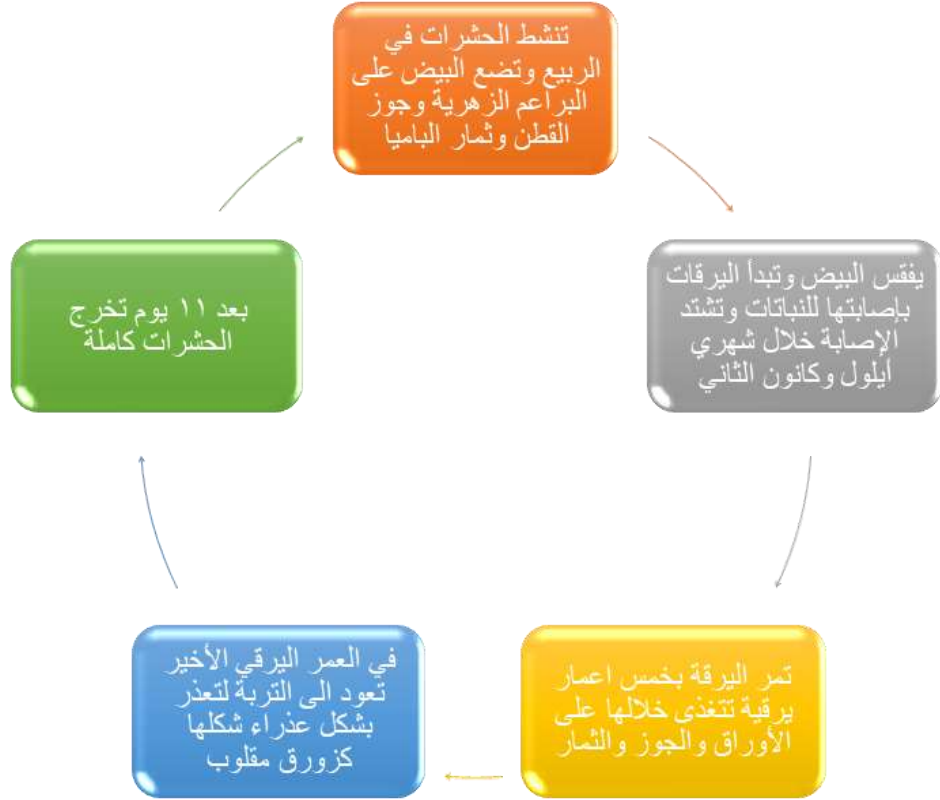 تنشط الحشرات في
الربيع وتضع البيض على
البراعم الزهرية وجوز
القطن وثمار الباميا
يفقس البيض وتبدأ اليرقات
بإصابتها للنباتات وتشتد
الإصابة خلال شهري
أيلول وكانون الثاني
تمر اليرقة بخمس اعمار
يرقية تتغذى خلالها على
الأوراق والجوز والثمار
في العمر اليرقي الأخير
تعود الى التربة لتعذر
بشكل عذراء شكلها
كزورق مقلوب
بعد ١١ يوم تخرج
الحشرات كاملة